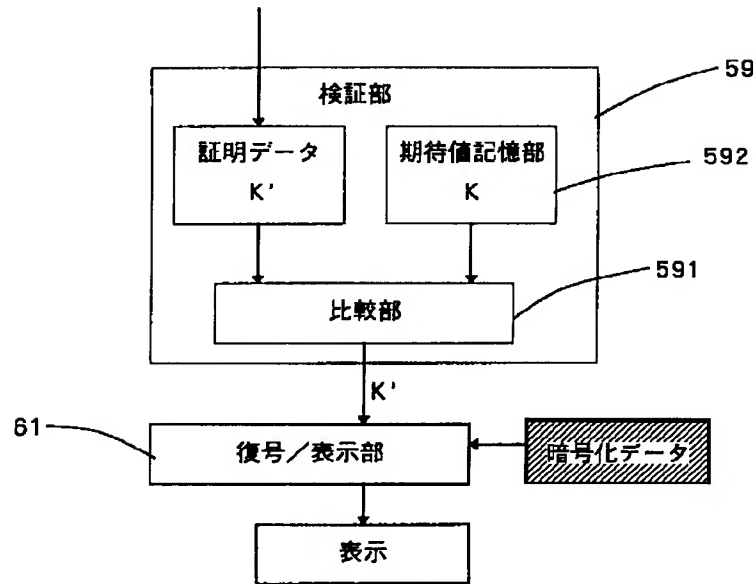 59
検証部
証明データ
K'
期待値記憶部
K
592
591
比較部
K'
61
復号／表示部
暗号化データ
表示